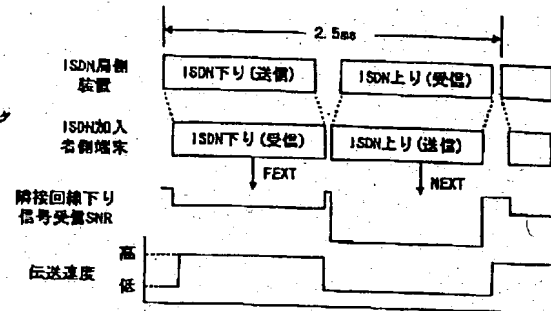 2.5ms
ISDN局側
装置
ISDN下り(送信)
ISDN上り(受信)
ISDN加入
者側端末
ISDN下り(受信)
ISDN上り(送信)
FEXT
NEXT
隣接回線下り
信号受信SNR
伝送速度
高
低